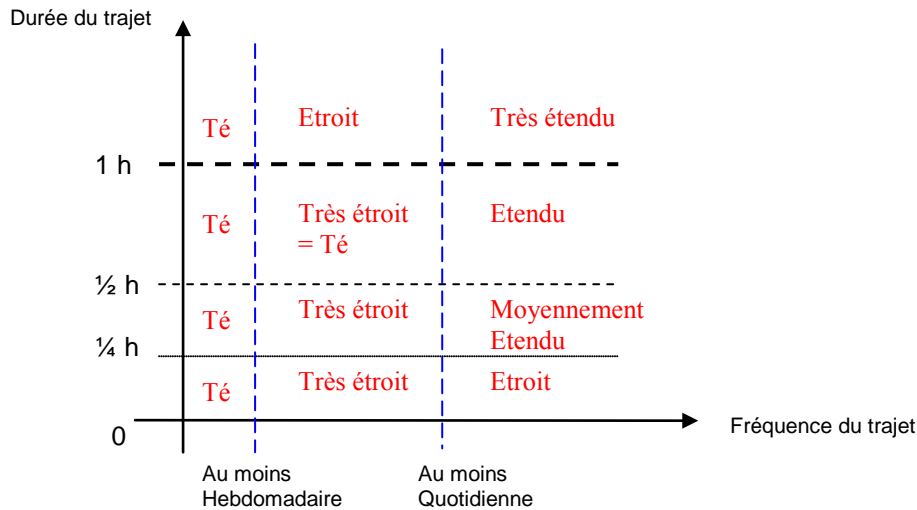 Durée du trajet
Té
Etroit
Très étendu
1 h
Té
Très étroit
= Té
Etendu
½ h
Té
Très étroit
Moyennement
Etendu
¼ h
Té
Très étroit
Etroit
0
Fréquence du trajet
Au moins
Hebdomadaire
Au moins
Quotidienne